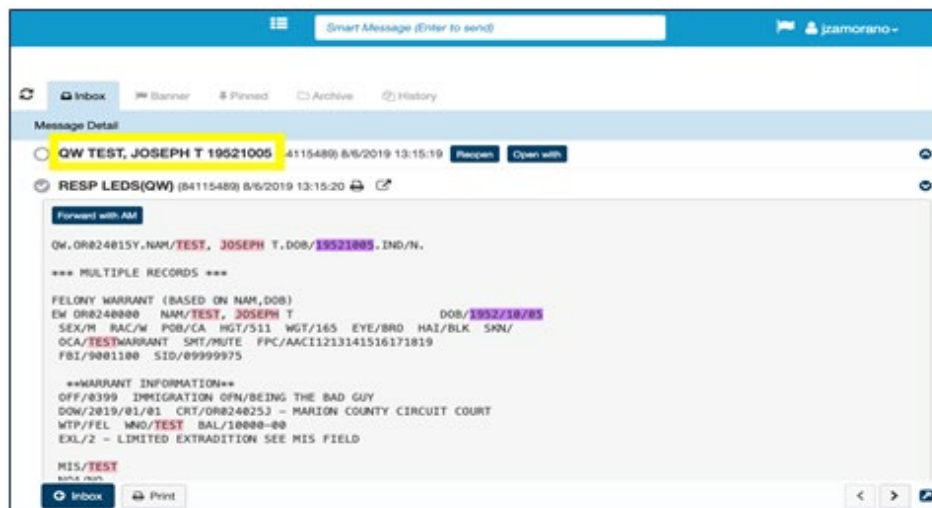 Smart Message (Enter to send)
jzamorano
Inbox Banner Pinned Archive History
Message Detail
QW TEST, JOSEPH T 19521005 4115489) 8/6/2019 13:15:19 Reopen Open with
RESP LEDS(QW) (84115489) 8/6/2019 13:15:20
Forward with AM
QW.OR024015Y.NAM/TEST, JOSEPH T.DOB/19521005.IND/N.
*** MULTIPLE RECORDS ***
FELONY WARRANT (BASED ON NAM,DOB)
EW OR0240000 NAM/TEST, JOSEPH T DOB/1952/10/05
SEX/M RAC/W POB/CA HGT/511 WGT/165 EYE/BRO HAI/BLK SKN/
OCA/TESTWARRANT SMT/MUTE FPC/AACI1213141516171819
FBI/9001100 SID/09999975
**WARRANT INFORMATION**
OFF/0399 IMMIGRATION OFN/BEING THE BAD GUY
DOW/2019/01/01 CRT/OR024025J – MARION COUNTY CIRCUIT COURT
WTP/FEL WNO/TEST BAL/10000-00
EXL/2 – LIMITED EXTRADITION SEE MIS FIELD
MIS/TEST
Inbox Print